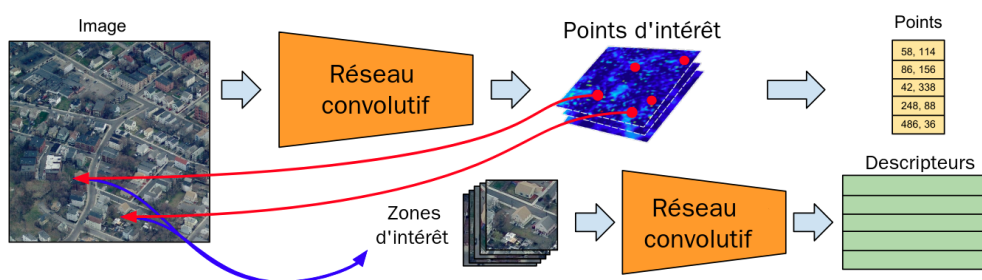 Image
Réseau
convolutif
Points d'intérêt
Points
58, 114
86, 156
42, 338
248, 88
486, 36
Zones
d'intérêt
Réseau
convolutif
Descripteurs